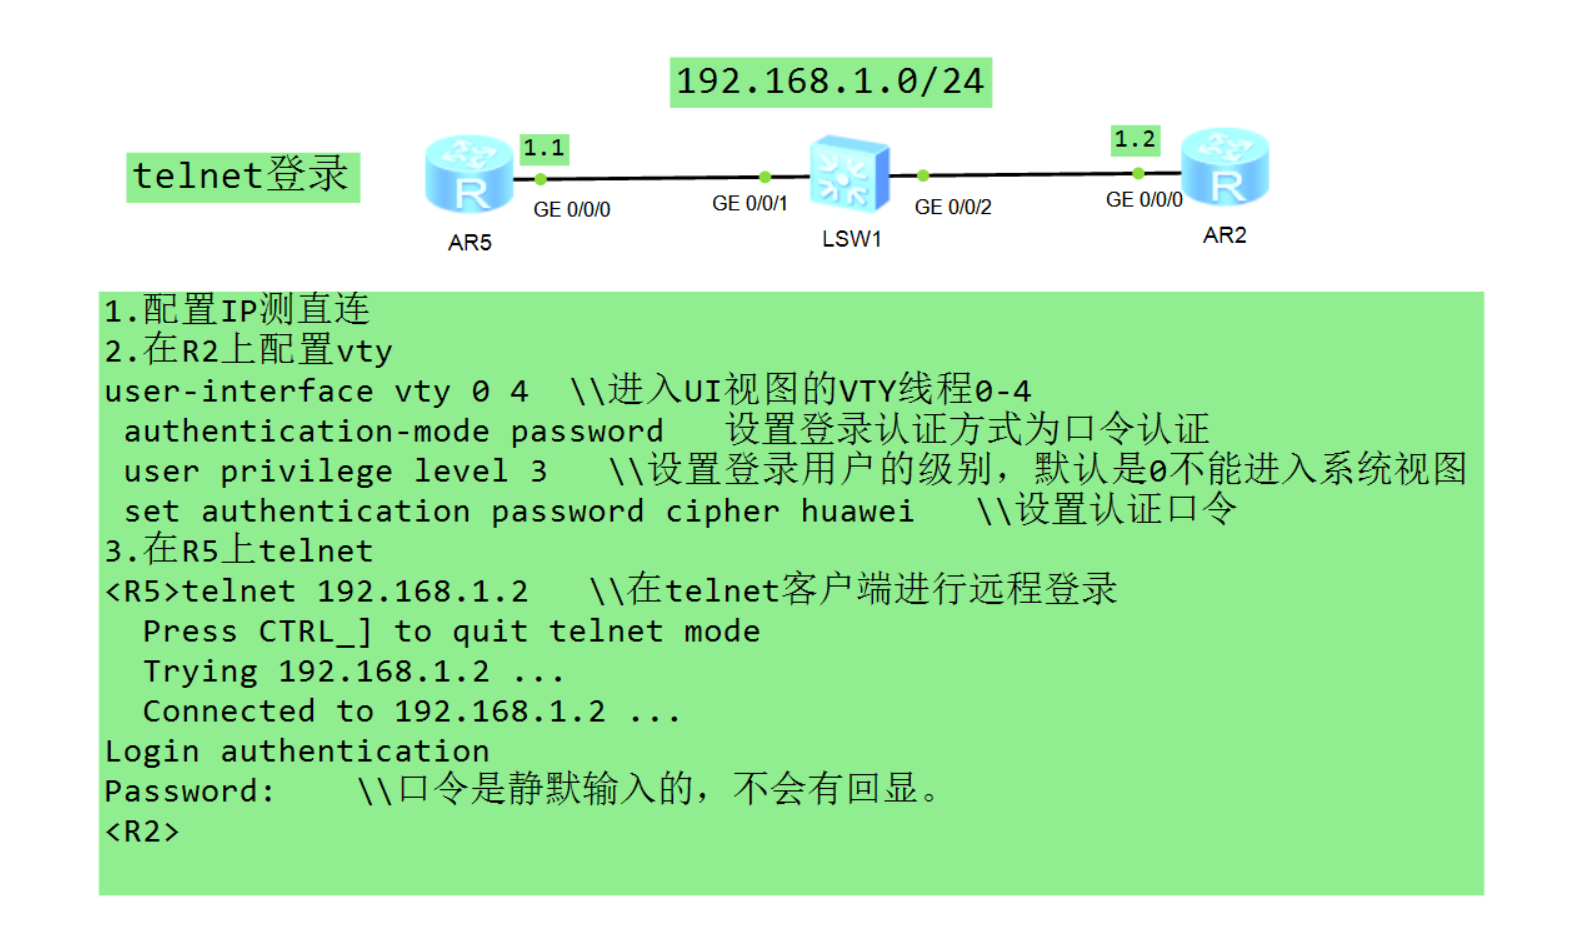 192.168.1.0/24
telnet登录
1.1
1.2
R
R
GE 0/0/0
GE 0/0/1
GE 0/0/2
GE 0/0/0
AR5
LSW1
AR2
1.配置IP测直连
2.在R2上配置vty
user-interface vty 0 4  \\进入UI视图的VTY线程0-4
authentication-mode password   设置登录认证方式为口令认证
user privilege level 3   \\设置登录用户的级别，默认是0不能进入系统视图
set authentication password cipher huawei   \\设置认证口令
3.在R5上telnet
<R5>telnet 192.168.1.2   \\在telnet客户端进行远程登录
Press CTRL_] to quit telnet mode
Trying 192.168.1.2 ...
Connected to 192.168.1.2 ...
Login authentication
Password:    \\口令是静默输入的，不会有回显。
<R2>